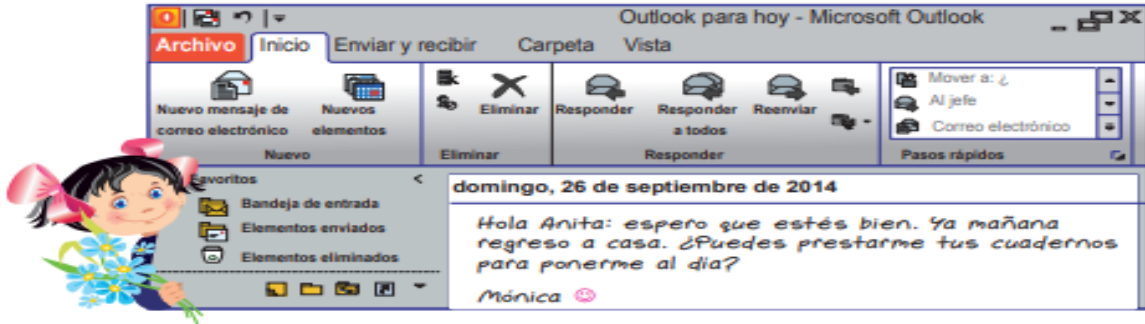 Outlook para hoy - Microsoft Outlook
Archivo Inicio Enviar y recibir Carpeta Vista
Nuevo mensaje de correo electrónico
Nuevos elementos
Eliminar
Responder
Responder a todos
Reenviar
Mover a: ¿
Al jefe
Correo electrónico
Nuevo Eliminar Responder Pasos rápidos
Favoritos <
Bandeja de entrada
Elementos enviados
Elementos eliminados
domingo, 26 de septiembre de 2014
Hola Anita: espero que estés bien. Ya mañana
regreso a casa. ¿Puedes prestarme tus cuadernos
para ponerme al día?
Mónica ☺